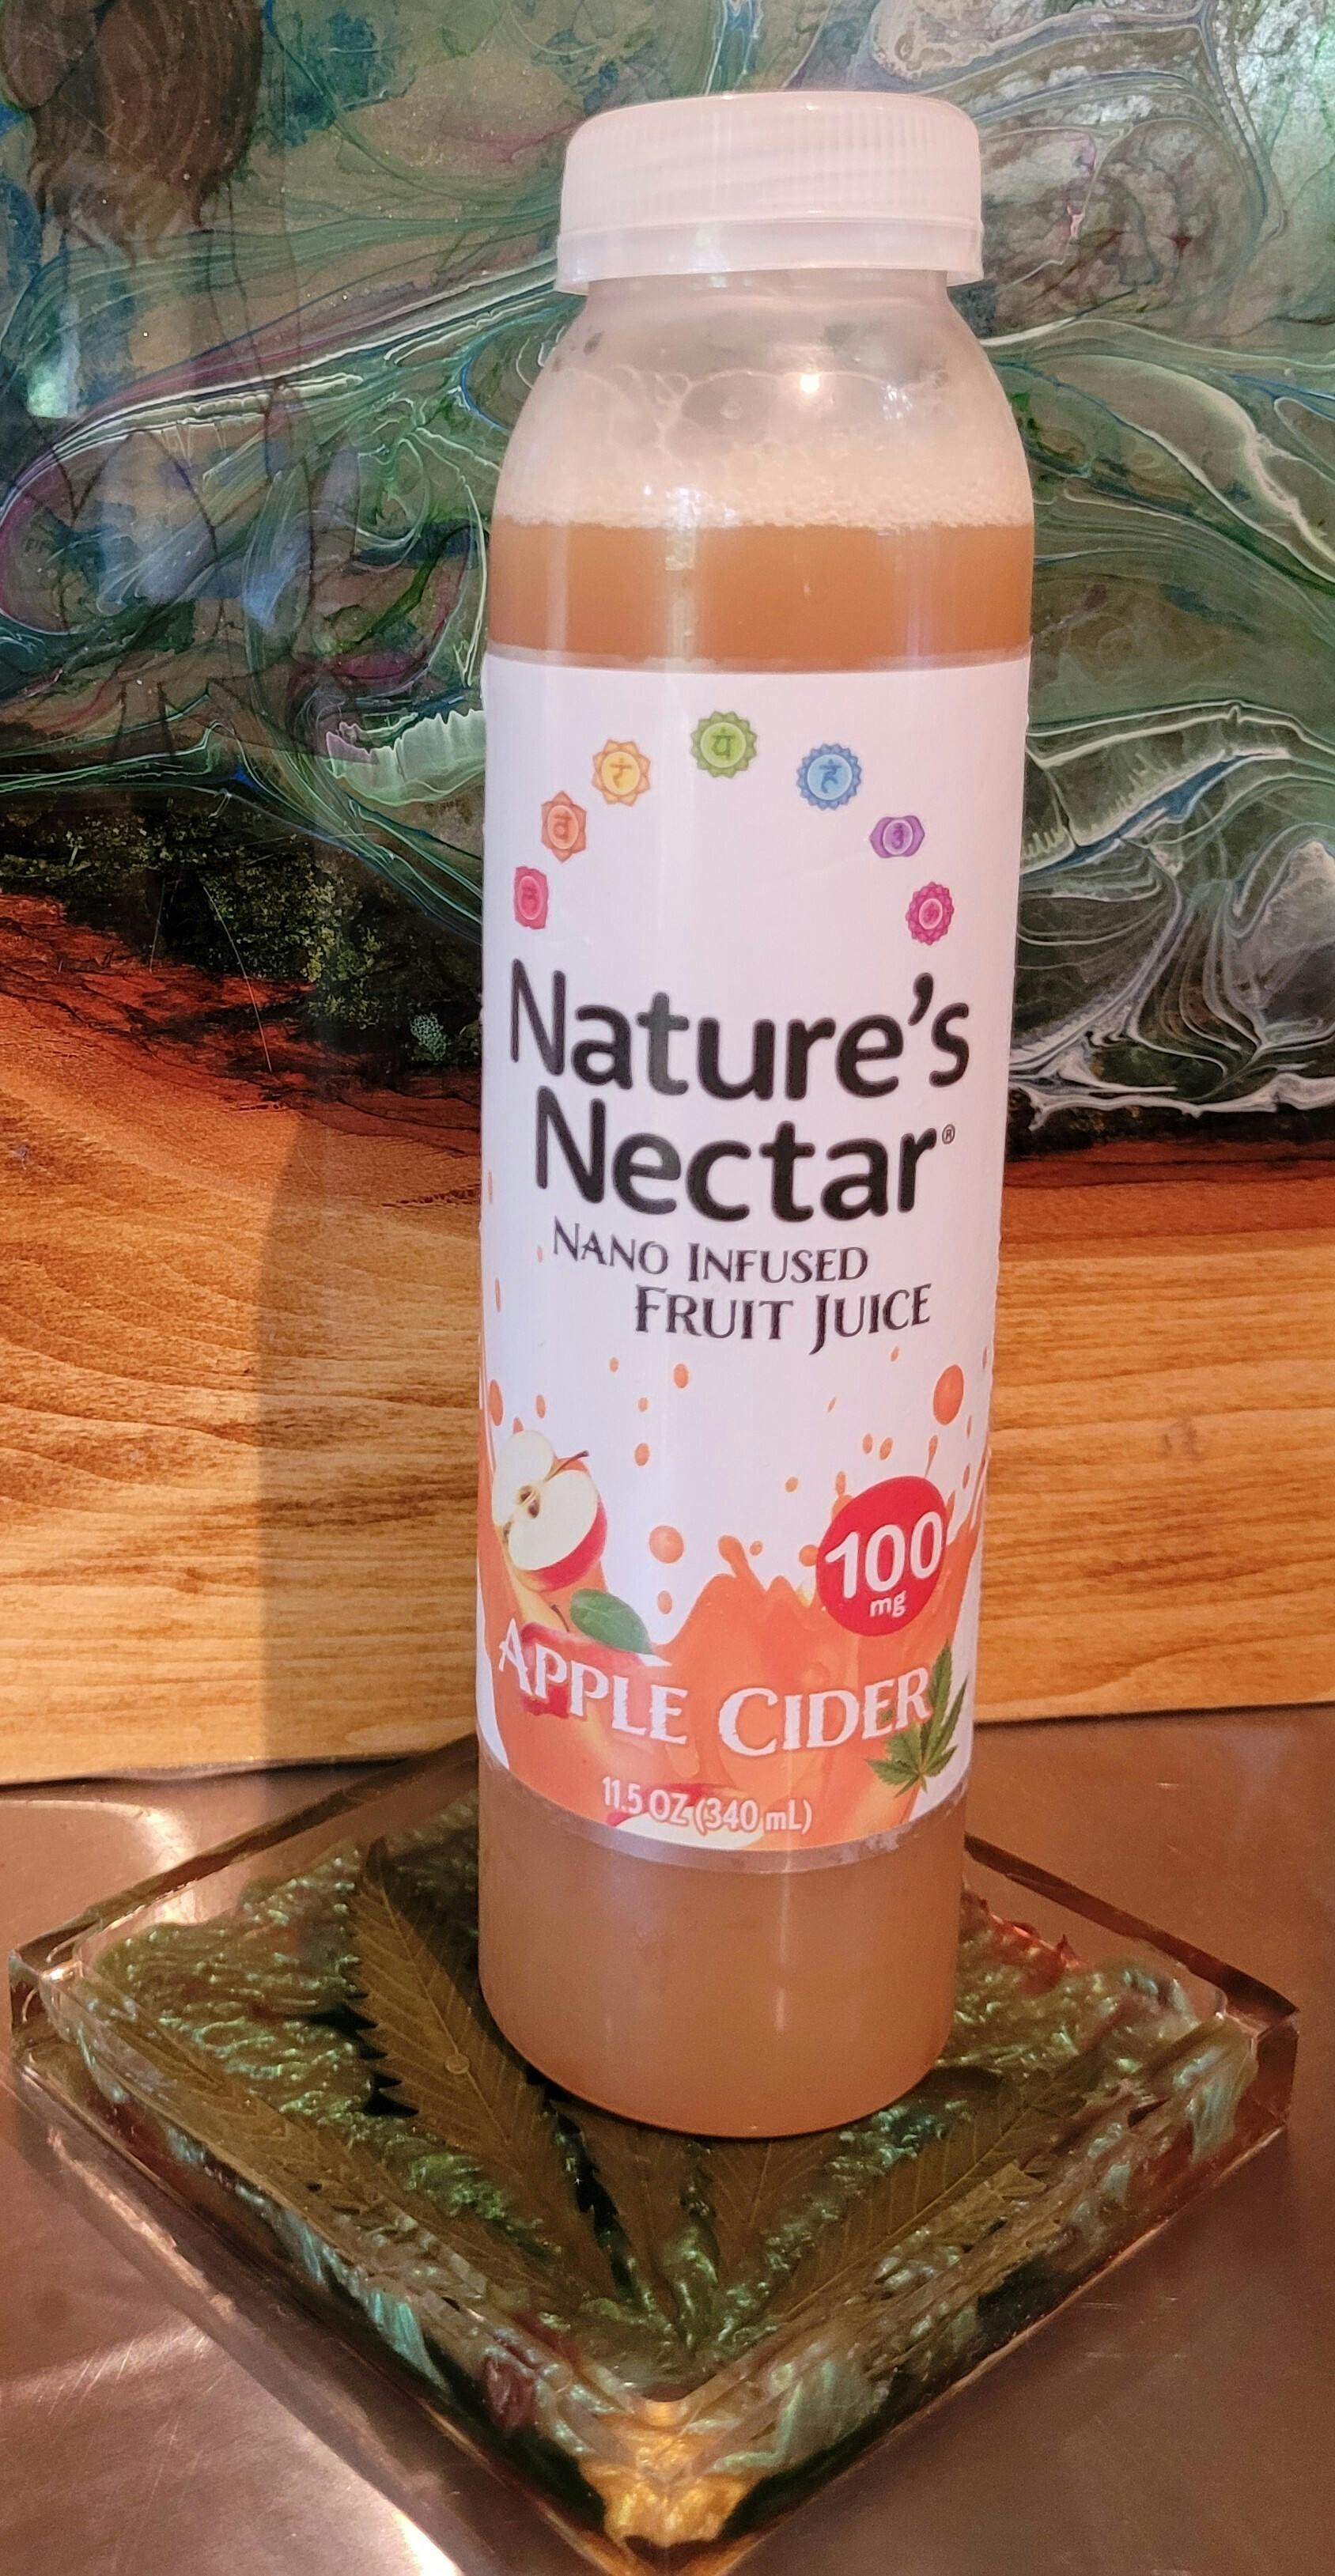 लं
वं
रं
यं
हं
ॐ
ॐ
Nature's
Nectar®
NANO INFUSED
FRUIT JUICE
100
mg
APPLE CIDER
11.5 OZ (340 mL)